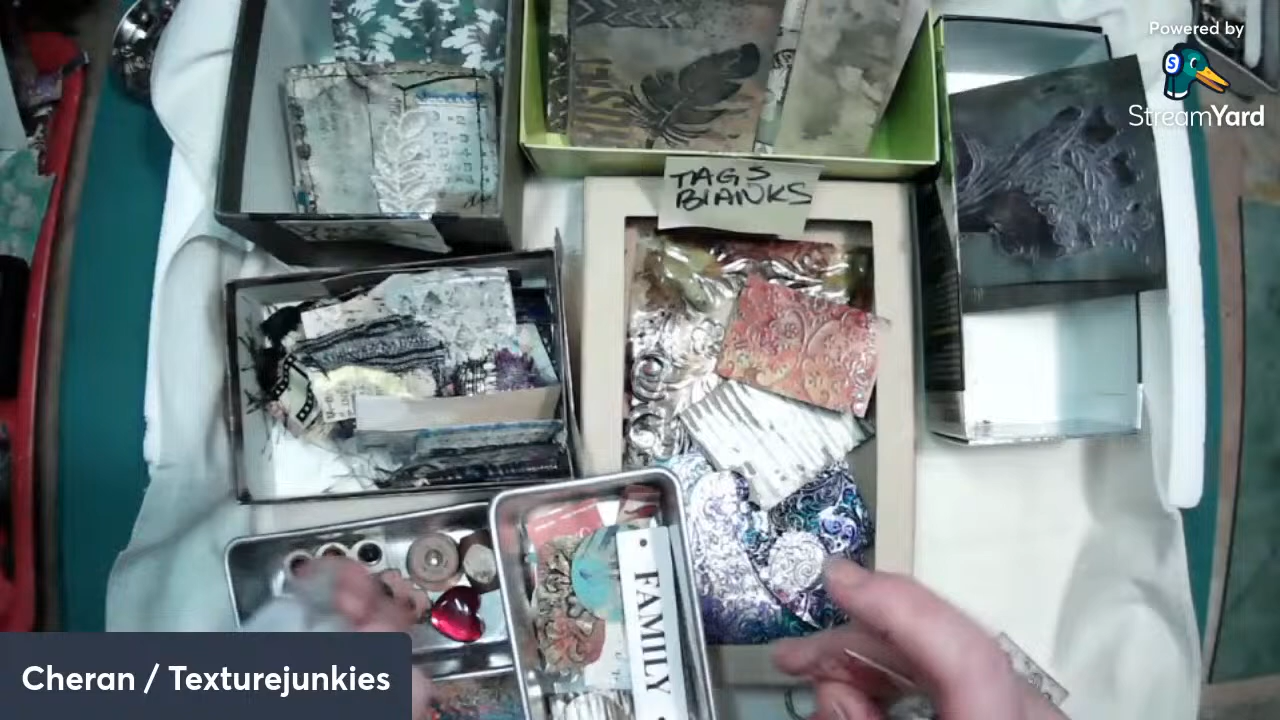 Powered by
StreamYard
TAGS
BLANKS
FAMILY
Cheran / Texturejunkies